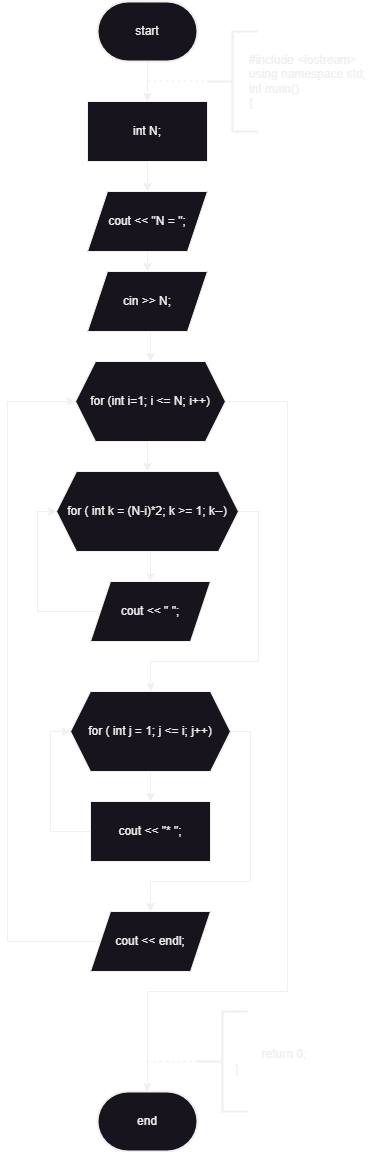 start
#include <iostream>
using namespace std;
int main()
{
int N;
cout << "N = ";
cin >> N;
for (int i=1; i <= N; i++)
for ( int k = (N-i)*2; k >= 1; k--)
cout << " ";
for ( int j = 1; j <= i; j++)
cout << "* ";
cout << endl;
return 0;
}
end